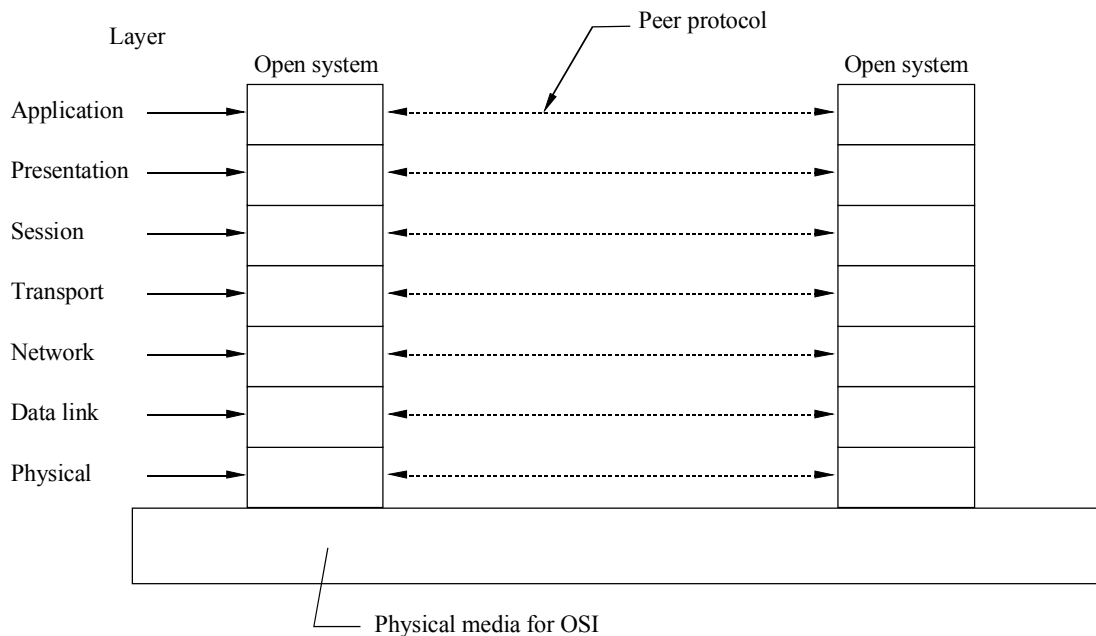 Peer protocol
Layer
Open system
Open system
Application
Presentation
Session
Transport
Network
Data link
Physical
Physical media for OSI